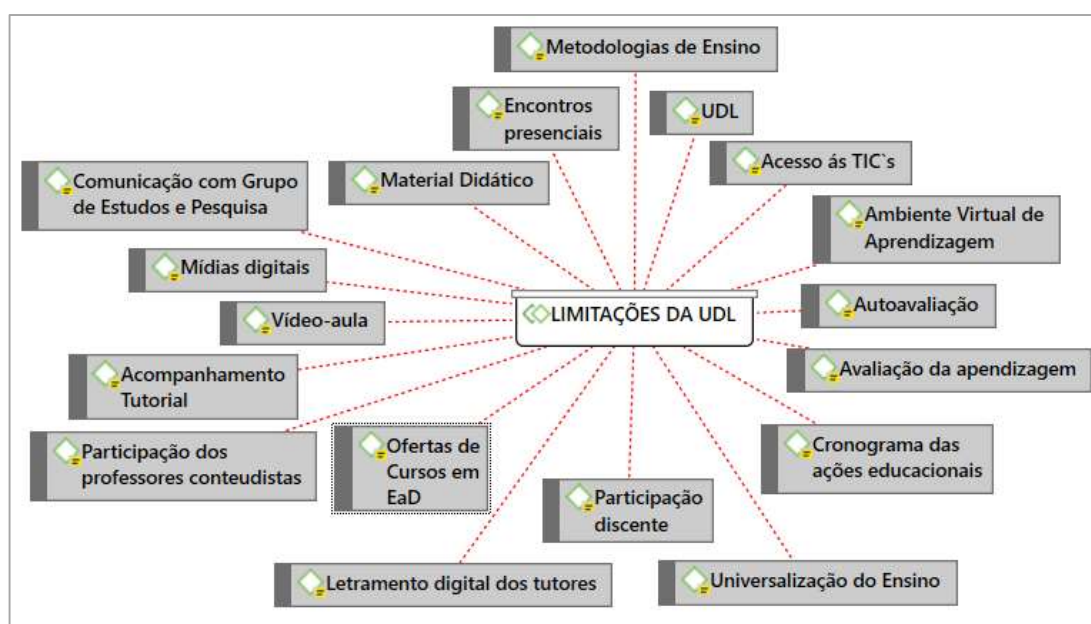 Metodologias de Ensino
Encontros
presenciais
UDL
Acesso ás TIC`s
Material Didático
Comunicação com Grupo
de Estudos e Pesquisa
Ambiente Virtual de
Aprendizagem
Mídias digitais
Autoavaliação
LIMITAÇÕES DA UDL
Vídeo-aula
Avaliação da apendizagem
Acompanhamento
Tutorial
Participação dos
professores conteudistas
Ofertas de
Cursos em
EaD
Cronograma das
ações educacionais
Participação
discente
Letramento digital dos tutores
Universalização do Ensino